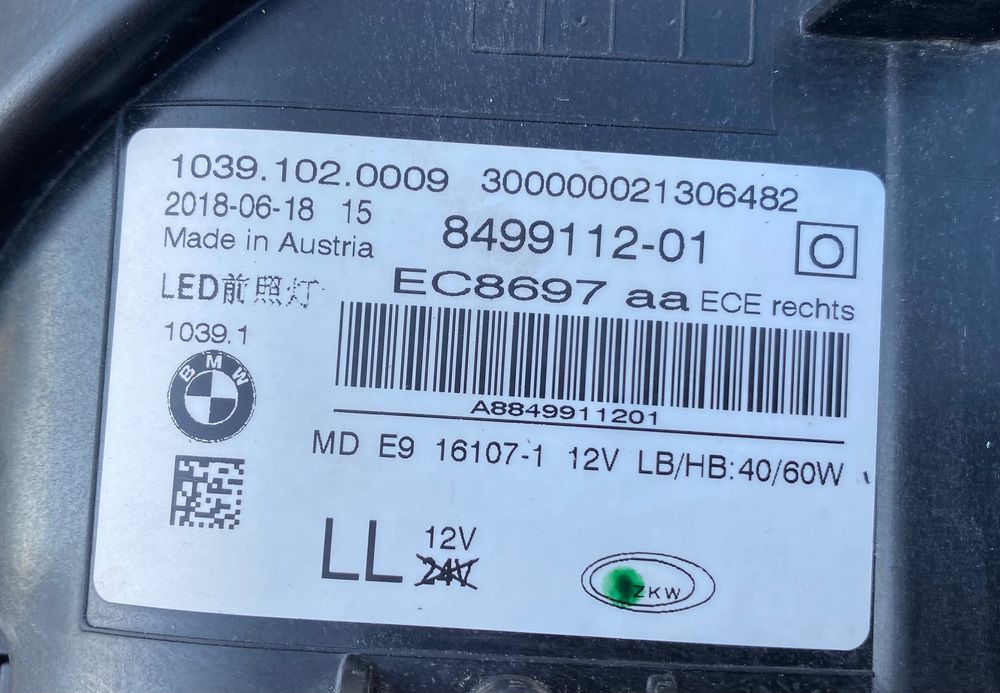 1039.102.0009 300000021306482
2018-06-18 15
8499112-01
O
Made in Austria
LED前照灯
EC8697 aa ECE rechts
1039.1
BMW
A8849911201
MD E9 16107-1 12V LB/HB:40/60W
LL 12V
24V
ZKW